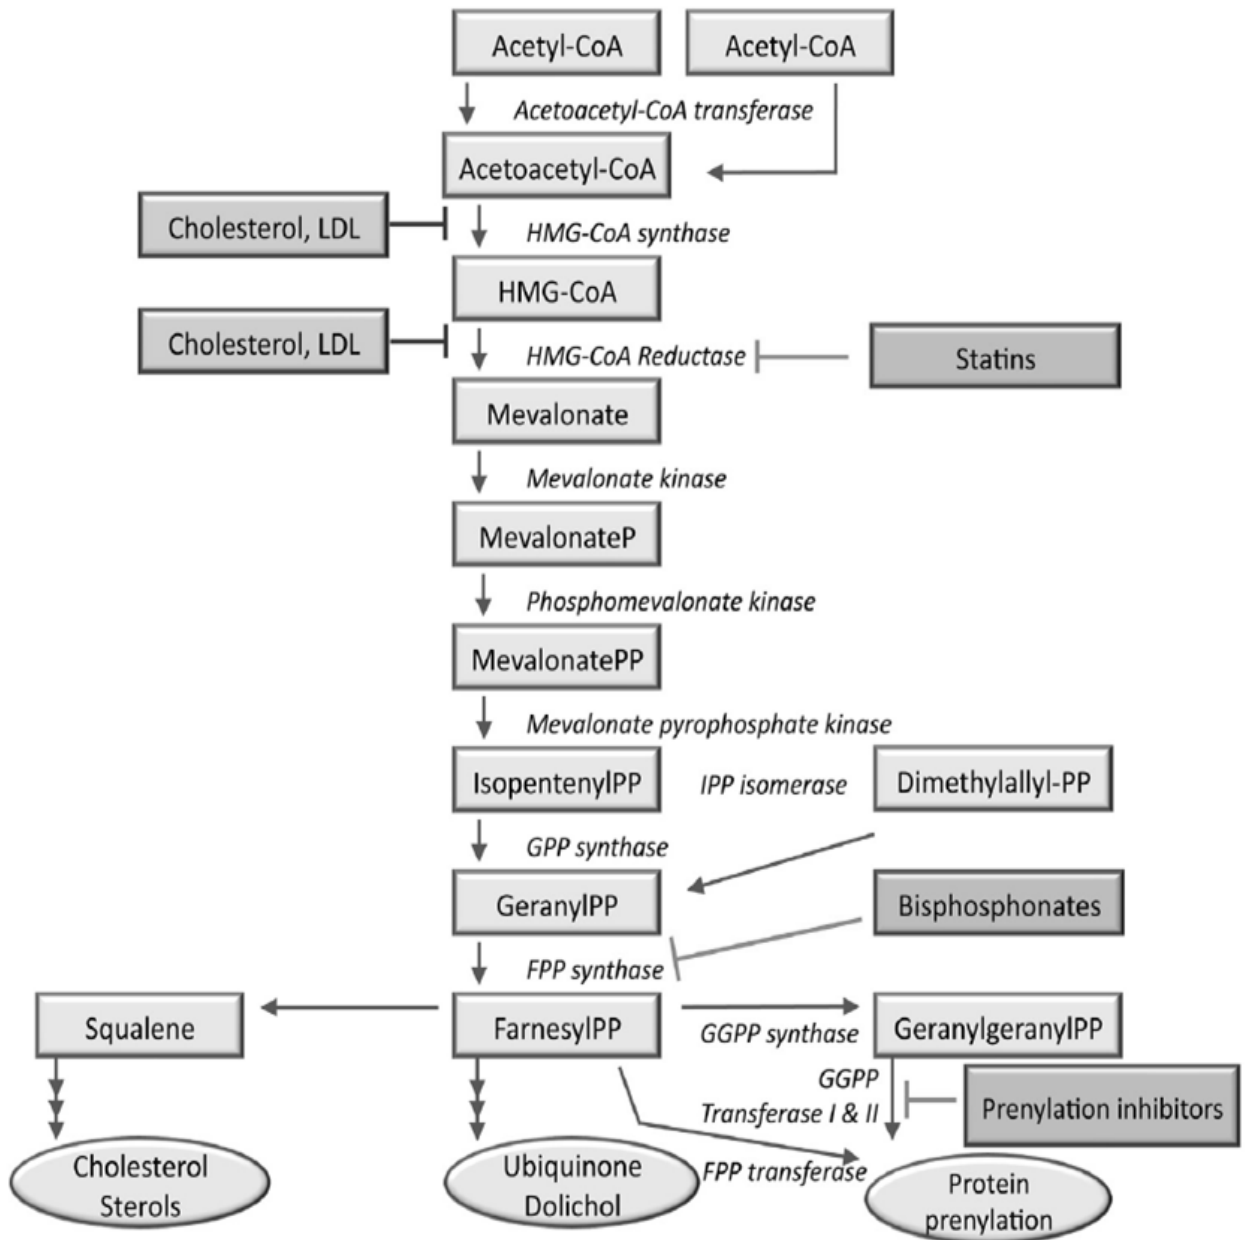 Acetyl-CoA
Acetyl-CoA
Acetoacetyl-CoA transferase
Acetoacetyl-CoA
Cholesterol, LDL
HMG-CoA synthase
HMG-CoA
Cholesterol, LDL
HMG-CoA Reductase
Statins
Mevalonate
Mevalonate kinase
MevalonateP
Phosphomevalonate kinase
MevalonatePP
Mevalonate pyrophosphate kinase
IsopentenylPP
IPP isomerase
Dimethylallyl-PP
GPP synthase
GeranylPP
Bisphosphonates
FPP synthase
Squalene
FarnesylPP
GGPP synthase
GeranylgeranylPP
GGPP
Transferase I & II
Prenylation inhibitors
Cholesterol
Sterols
Ubiquinone
Dolichol
FPP transferase
Protein
prenylation